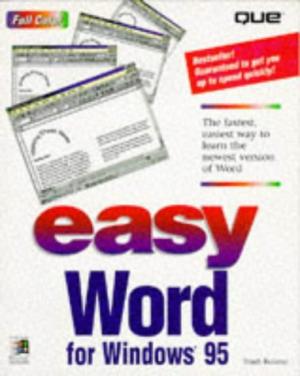 Full Color
QUE
Bestseller!
Guaranteed to get you
up to speed quickly!
The fastest,
easiest way to
learn the
newest version
of Word
easy
Word
for Windows 95